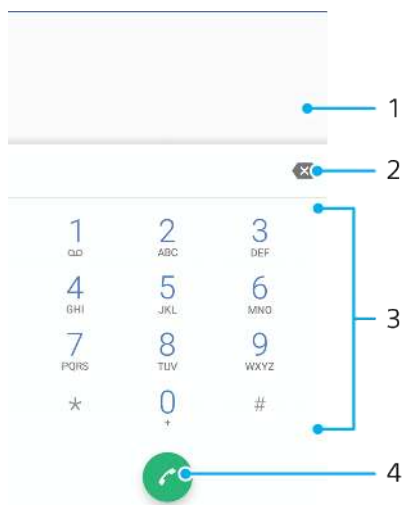 1
2
1 2 3
ABC DEF
4 5 6
GHI JKL MNO
3
7 8 9
PQRS TUV WXYZ
* 0 #
+
4